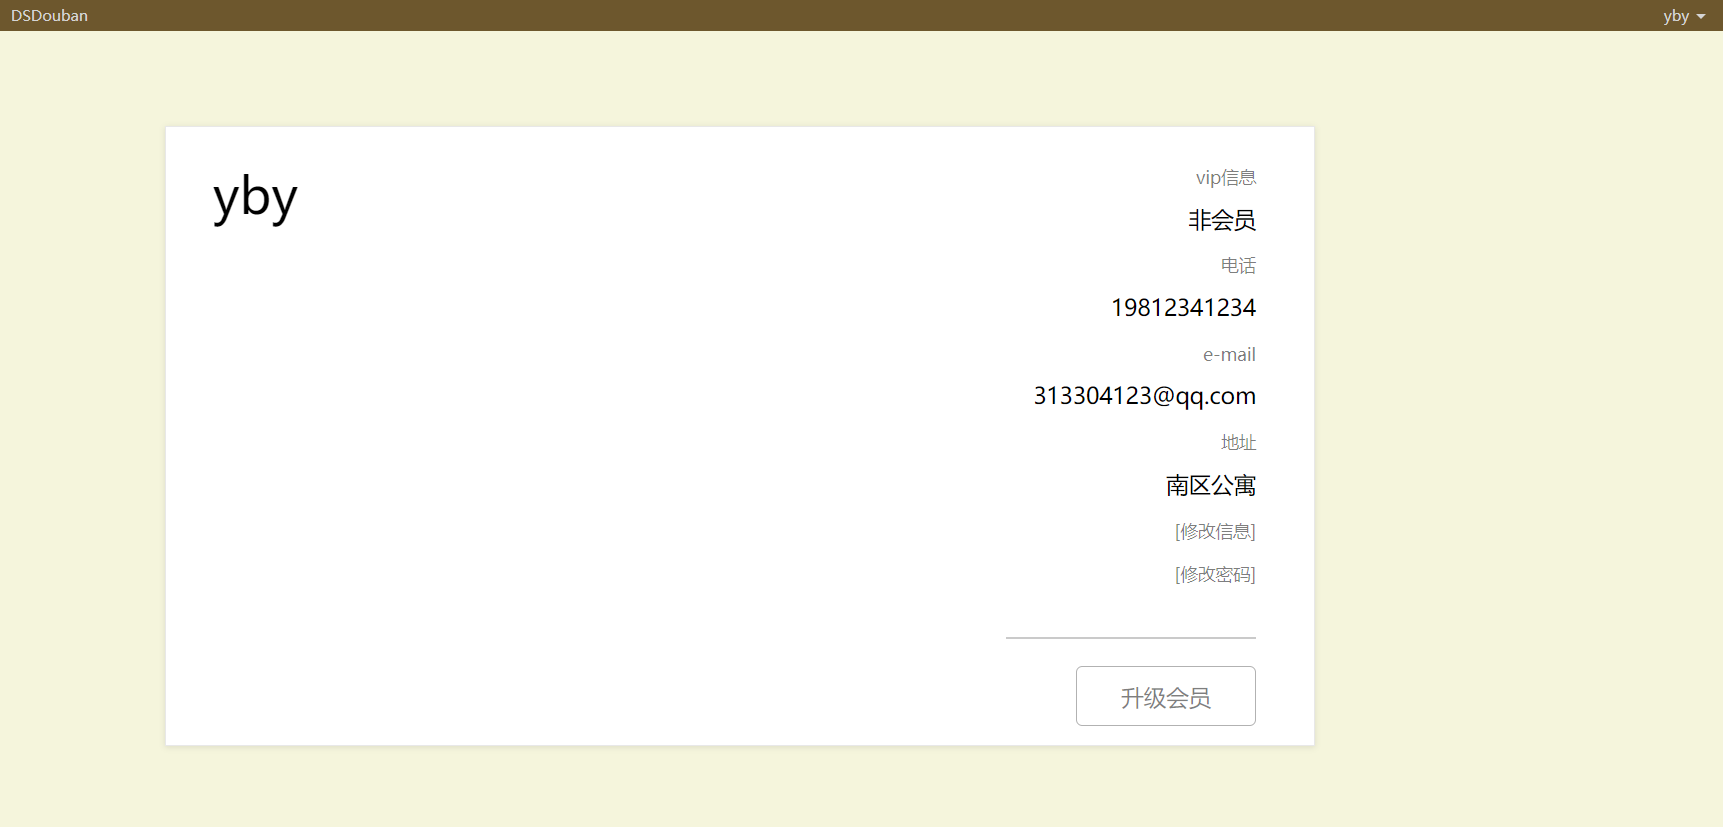 DSDouban
yby
yby
vip信息
非会员
电话
19812341234
e-mail
313304123@qq.com
地址
南区公寓
[修改信息]
[修改密码]
升级会员